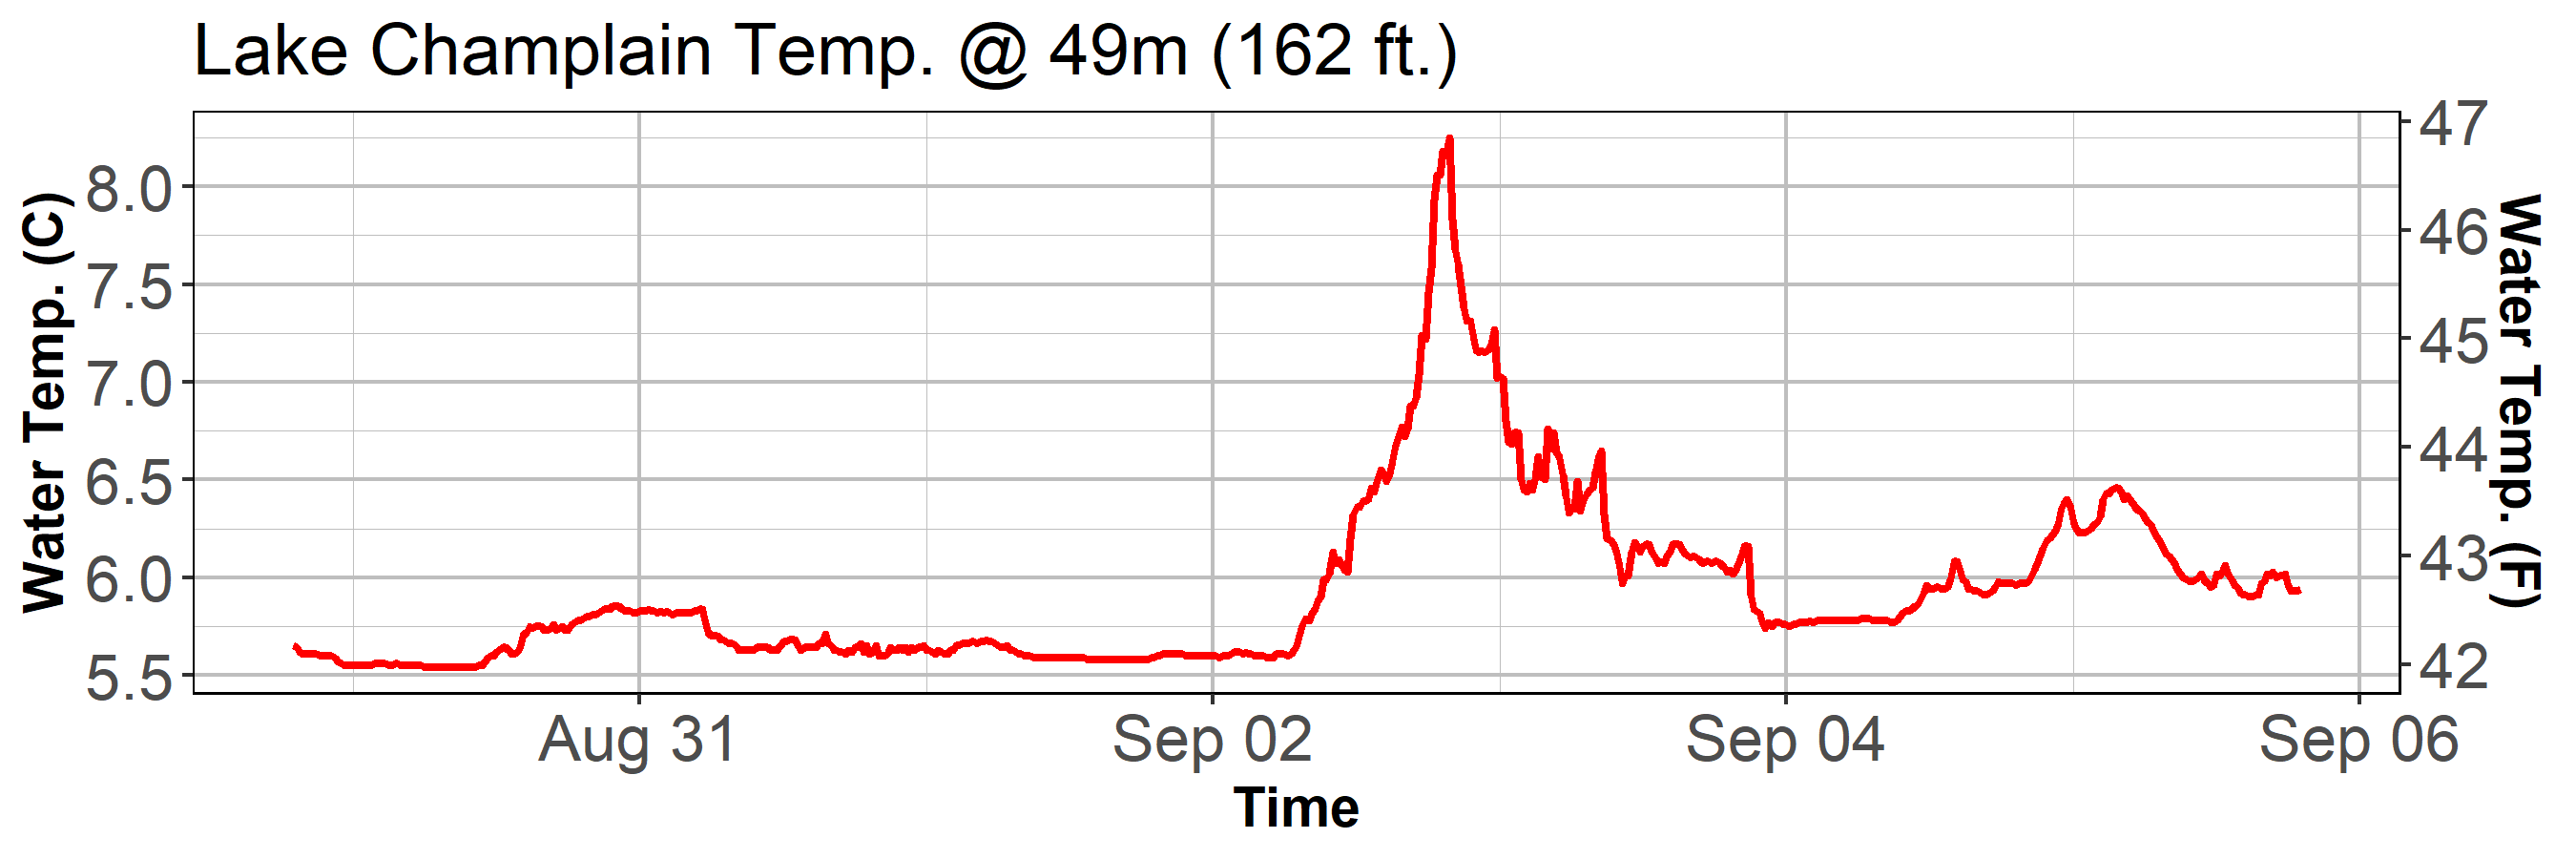 Lake Champlain Temp. @ 49m (162 ft.)
Water Temp. (C)
8.0
7.5
7.0
6.5
6.0
5.5
47
46
45
44
43
42
Water Temp. (F)
Aug 31
Sep 02
Sep 04
Sep 06
Time